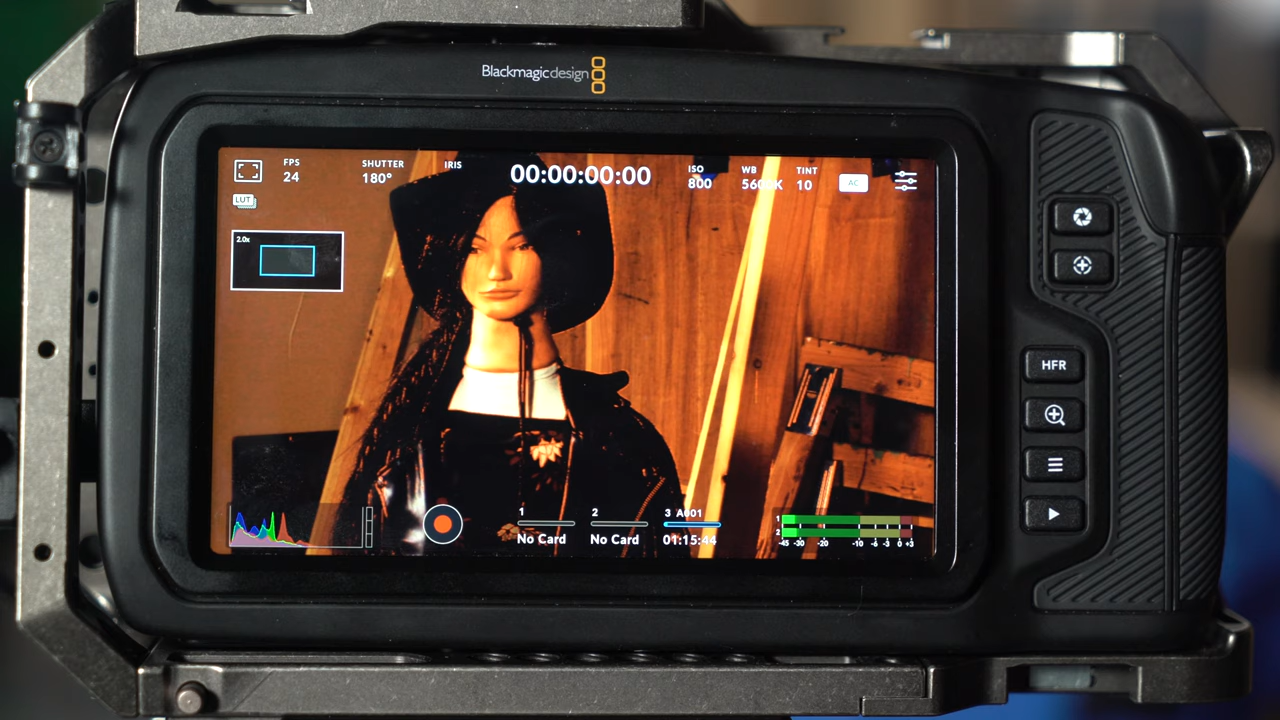 Blackmagicdesign
FPS
24
SHUTTER
180°
IRIS
00:00:00:00
ISO
800
WB
5600K
TINT
10
AC
LUT
2.0x
HFR
1
No Card
2
No Card
3 A001
01:15:44
1
2
-45 -30 -20 -10 -6 -3 0 +3